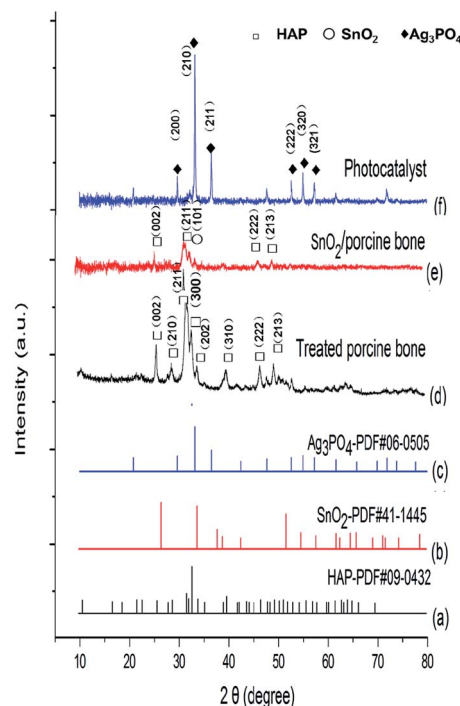 □ HAP ○ SnO₂ ◆ Ag₃PO₄
(200)
(210)
(211)
(222)
(320)
(321)
Photocatalyst
(f)
(002)
(211)
(101)
(222)
(213)
SnO₂/porcine bone
(e)
(002)
(210)
(211)
(300)
(202)
(310)
(222)
(213)
Treated porcine bone
(d)
Ag₃PO4-PDF#06-0505
(c)
SnO₂-PDF#41-1445
(b)
HAP-PDF#09-0432
(a)
10 20 30 40 50 60 70 80
2 θ (degree)
Intensity (a.u.)